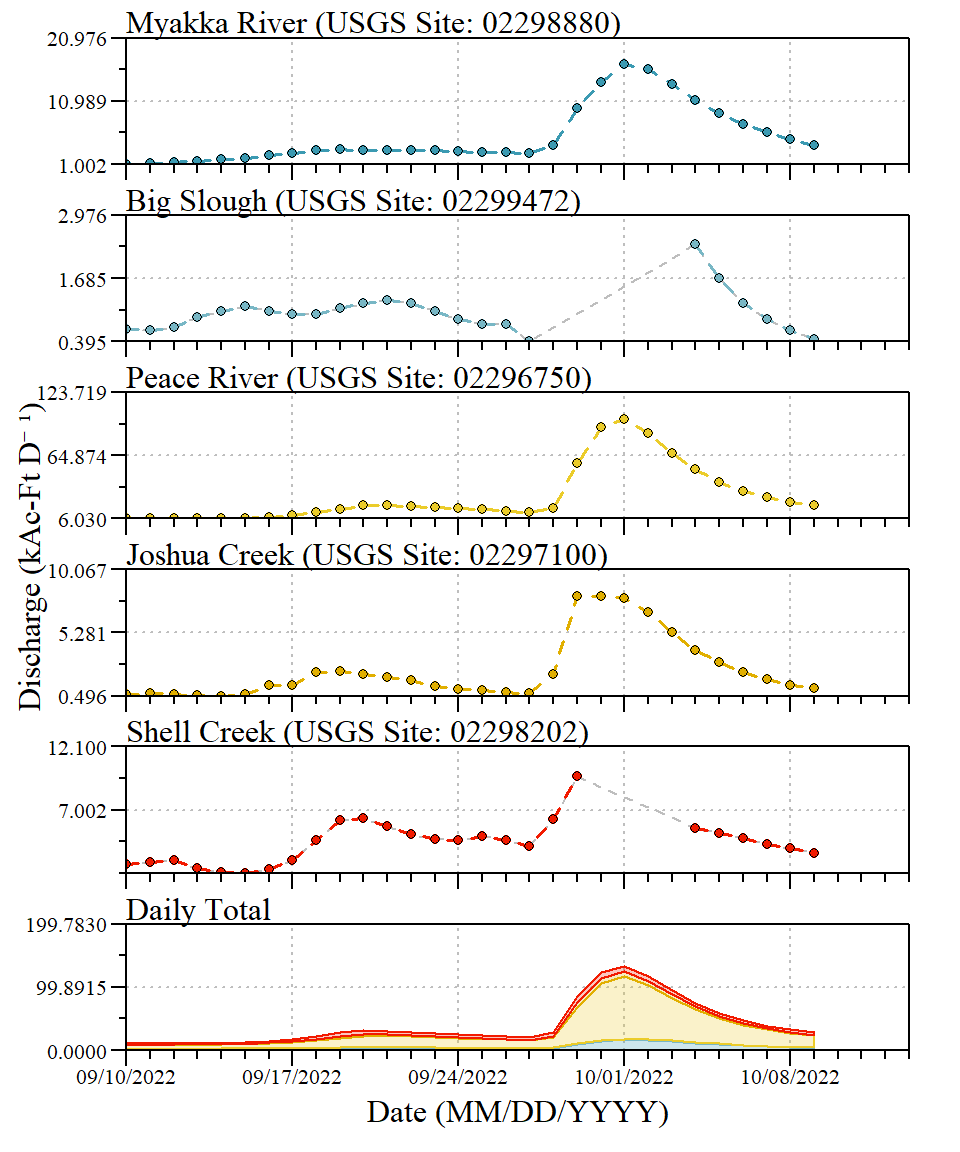 Myakka River (USGS Site: 02298880)
20.976
10.989
1.002
Big Slough (USGS Site: 02299472)
2.976
1.685
0.395
Peace River (USGS Site: 02296750)
123.719
64.874
6.030
Joshua Creek (USGS Site: 02297100)
10.067
5.281
0.496
Shell Creek (USGS Site: 02298202)
12.100
7.002
Daily Total
199.7830
99.8915
0.0000
09/10/2022 09/17/2022 09/24/2022 10/01/2022 10/08/2022
Date (MM/DD/YYYY)
Discharge (kAc-Ft D⁻¹)